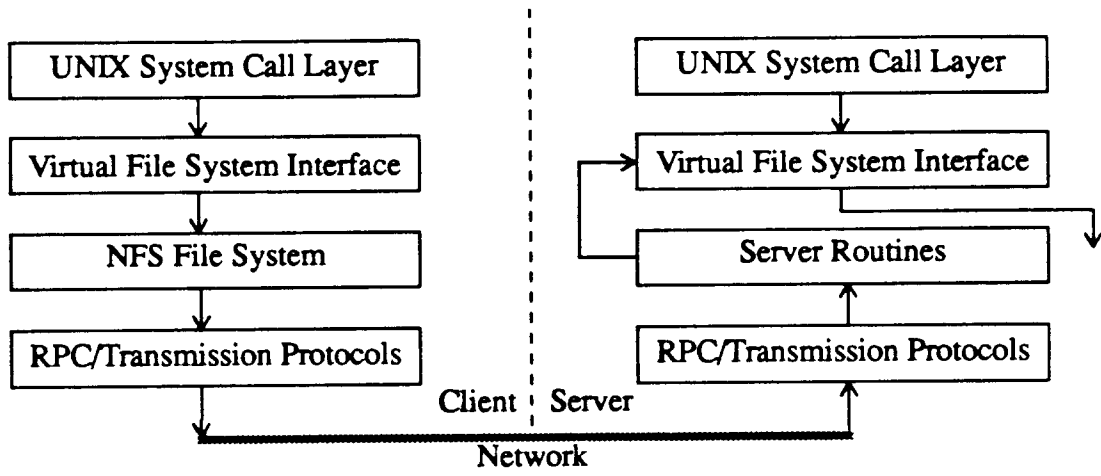 UNIX System Call Layer
Virtual File System Interface
NFS File System
RPC/Transmission Protocols
Client
UNIX System Call Layer
Virtual File System Interface
Server Routines
RPC/Transmission Protocols
Server
Network